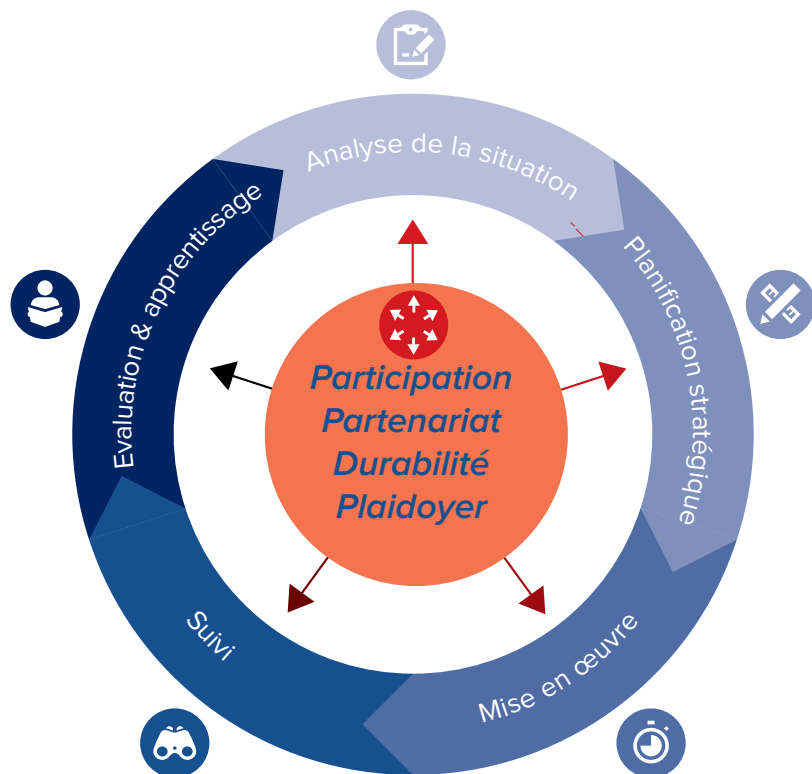 Analyse de la situation
Planification stratégique
Mise en œuvre
Suivi
Evaluation & apprentissage
Participation
Partenariat
Durabilité
Plaidoyer